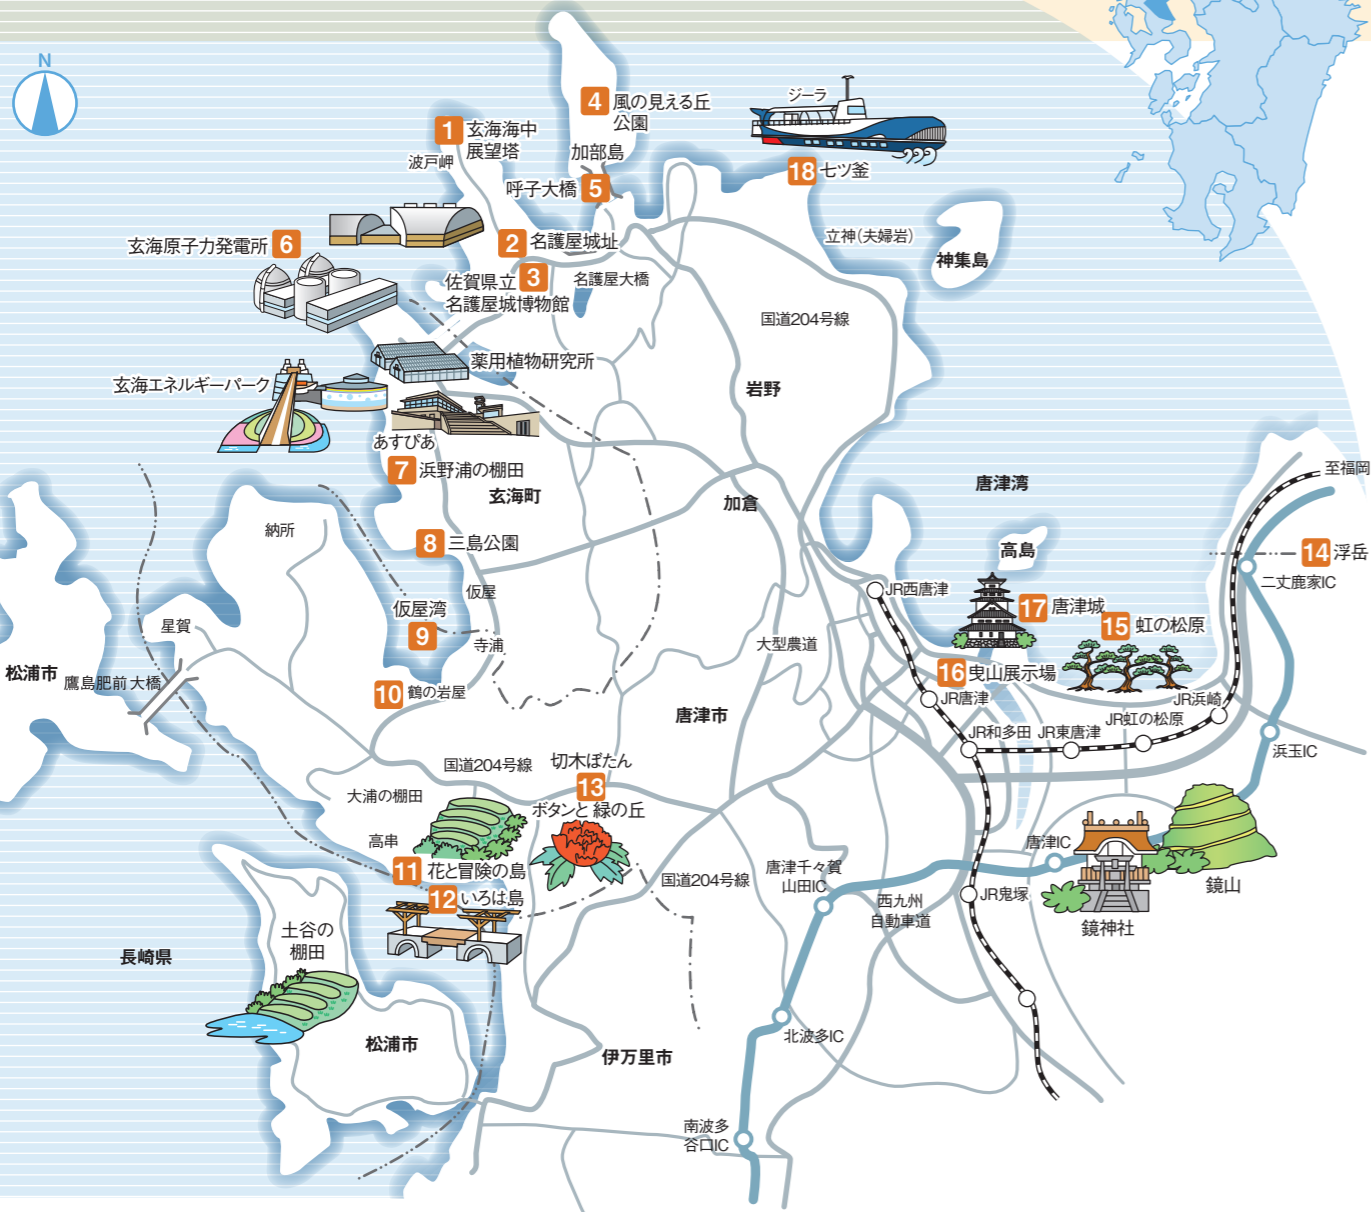 N
4 風の見える丘
公園
ジーラ
1 玄海海中
展望塔
波戸岬
加部島
18 七ツ釜
呼子大橋 5
玄海原子力発電所 6
2 名護屋城址
立神(夫婦岩)
神集島
佐賀県立 3
名護屋城博物館
名護屋大橋
国道204号線
薬用植物研究所
玄海エネルギーパーク
岩野
あすぴあ
7 浜野浦の棚田
玄海町
加倉
唐津湾
至福岡
納所
8 三島公園
高島
14 浮岳
二丈鹿家IC
仮屋
JR西唐津
仮屋湾
9
17 唐津城
15 虹の松原
星賀
寺浦
大型農道
松浦市
鷹島肥前大橋
16 曳山展示場
10 鶴の岩屋
JR唐津
JR浜崎
唐津市
JR虹の松原
JR和多田
JR東唐津
浜玉IC
国道204号線
切木ぼたん
13
ボタンと緑の丘
大浦の棚田
高串
唐津IC
11 花と冒険の島
唐津千々賀
山田IC
国道204号線
12 いろは島
西九州
自動車道
JR鬼塚
鏡山
鏡神社
土谷の
棚田
長崎県
松浦市
北波多IC
伊万里市
南波多
谷口IC